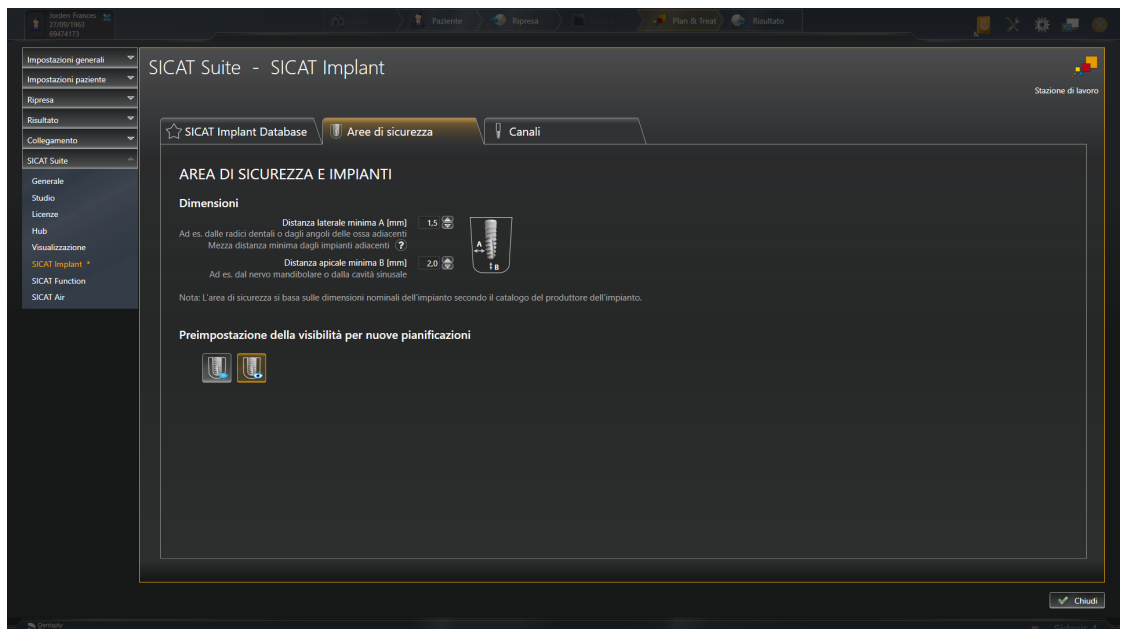 Jorden Frances
27/09/1963
69474173
Paziente
Ripresa
Plan & Treat
Risultato
Impostazioni generali
Impostazioni paziente
Ripresa
Risultato
Collegamento
SICAT Suite
Generale
Studio
Licenze
Hub
Visualizzazione
SICAT Implant *
SICAT Function
SICAT Air
SICAT Suite - SICAT Implant
Stazione di lavoro
SICAT Implant Database
Aree di sicurezza
Canali
AREA DI SICUREZZA E IMPIANTI
Dimensioni
Distanza laterale minima A [mm] 1,5
Ad es. dalle radici dentali o dagli angoli delle ossa adiacenti
Mezza distanza minima dagli impianti adiacenti ?
Distanza apicale minima B [mm] 2,0
Ad es. dal nervo mandibolare o dalla cavità sinusale
A
B
Nota: L'area di sicurezza si basa sulle dimensioni nominali dell'impianto secondo il catalogo del produttore dell'impianto.
Preimpostazione della visibilità per nuove pianificazioni
Chiudi
Sidexis 4